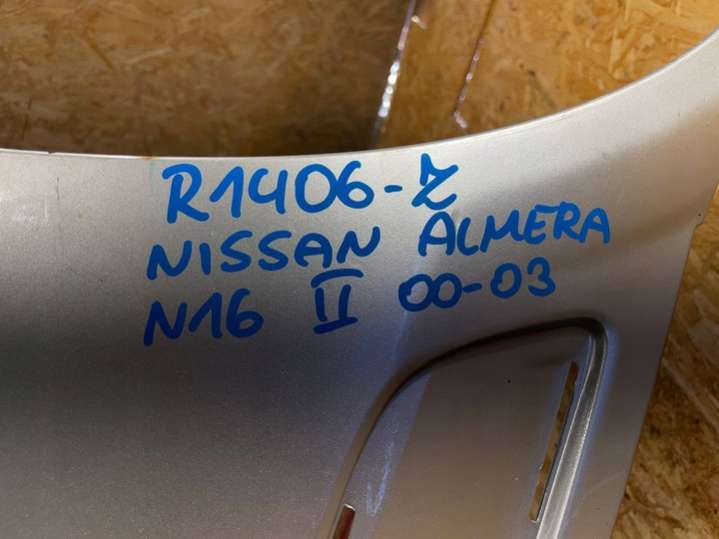 R1406-Z
NISSAN ALMERA
N16 II 00-03